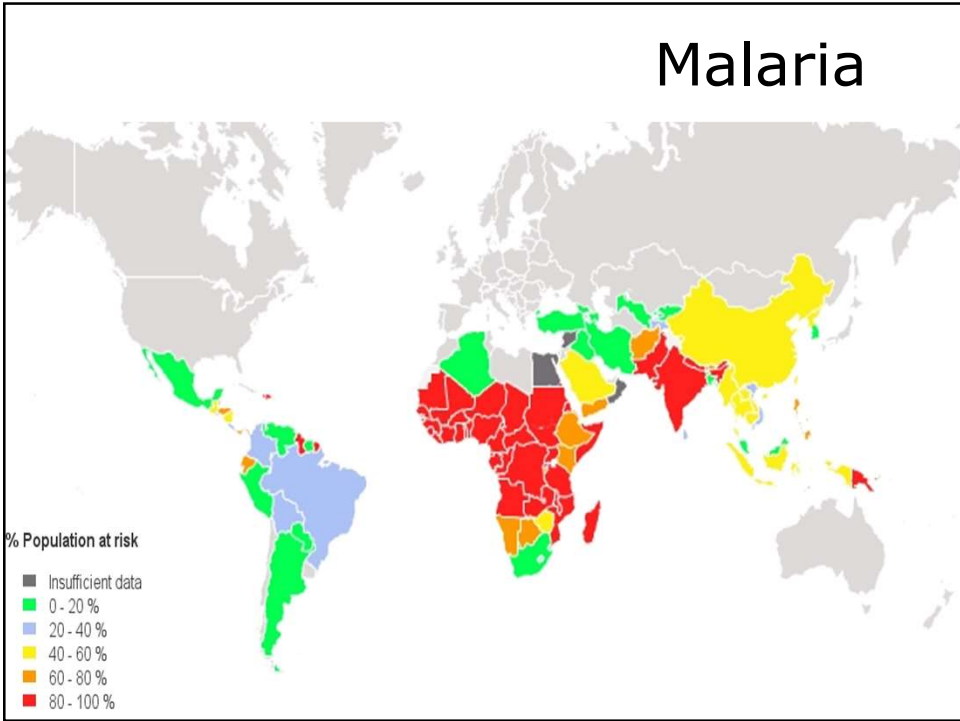 Malaria
% Population at risk
Insufficient data
0 - 20 %
20 - 40 %
40 - 60 %
60 - 80 %
80 - 100 %